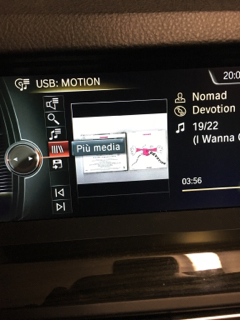 USB: MOTION
20:0
Nomad
Devotion
19/22
(I Wanna G
Più media
03:56